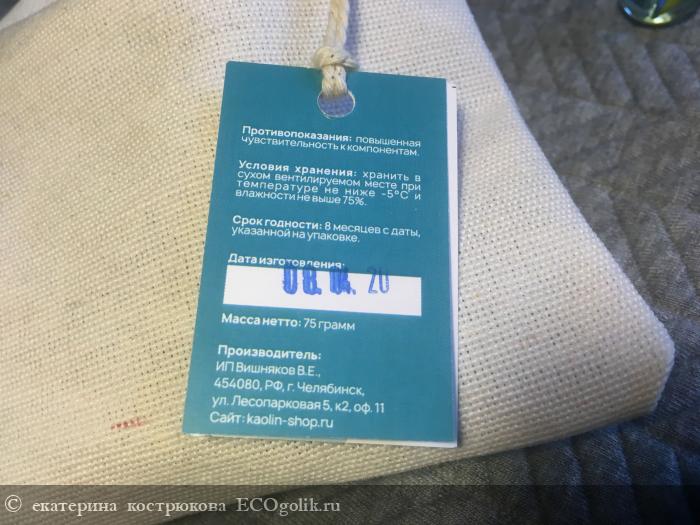 Противопоказания: повышенная
чувствительность к компонентам.
Условия хранения: хранить в
сухом вентилируемом месте при
температуре не ниже -5°С и
влажности не выше 75%.
Срок годности: 8 месяцев с даты,
указанной на упаковке.
Дата изготовления:
20
Масса нетто: 75 грамм
Производитель:
ИП Вишняков В.Е.,
454080, РФ, г. Челябинск,
ул. Лесопарковая 5, к2, оф. 11
Сайт: kaolin-shop.ru
© екатерина кострюкова ECOgolik.ru